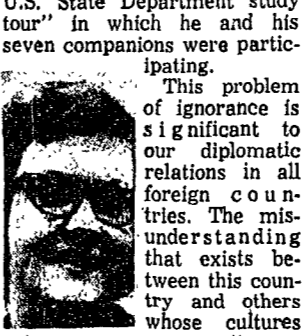 U.S. State Department study
tour" in which he and his
seven companions were partic-
ipating.
This problem
of ignorance is
significant to
our diplomatic
relations in all
foreign coun-
tries. The mis-
understanding
that exists be-
tween this coun-
try and others
whose cultures